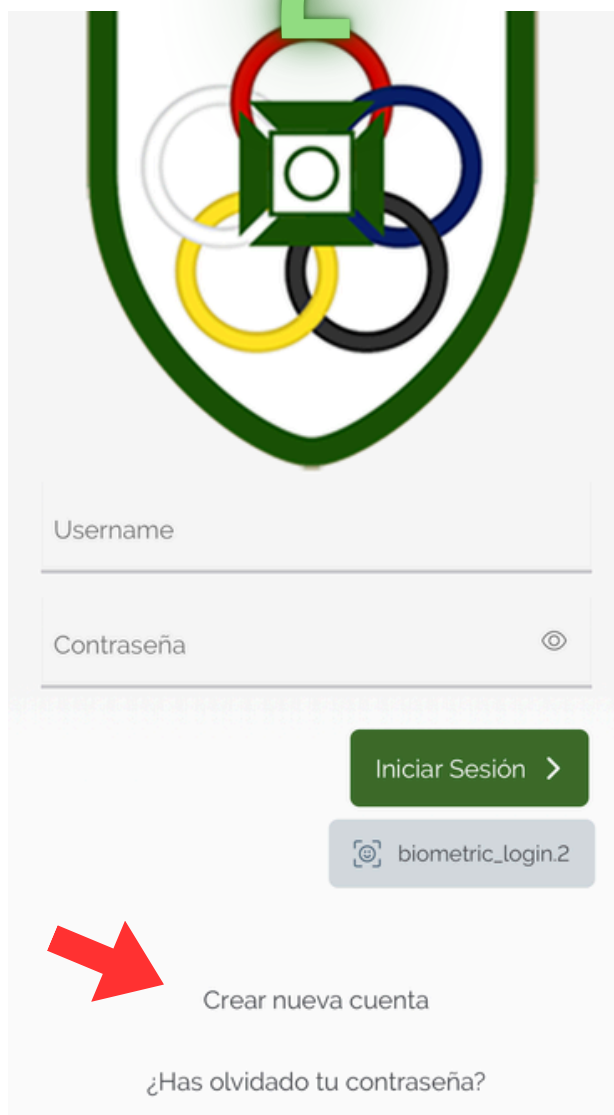 Username
Contraseña
Iniciar Sesión
biometric_login.2
Crear nueva cuenta
¿Has olvidado tu contraseña?